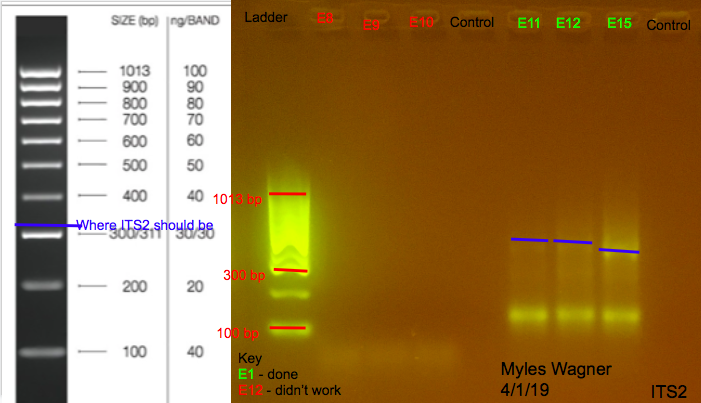 SIZE (bp) ng/BAND
1013 100
900 90
800 80
700 70
600 60
500 50
400 40
Where ITS2 should be
300/311 30/30
200 20
100 40
Ladder E8 E9 E10 Control E11 E12 E15 Control
1013 bp
300 bp
100 bp
Key
E1 - done
E12 - didn't work
Myles Wagner
4/1/19
ITS2